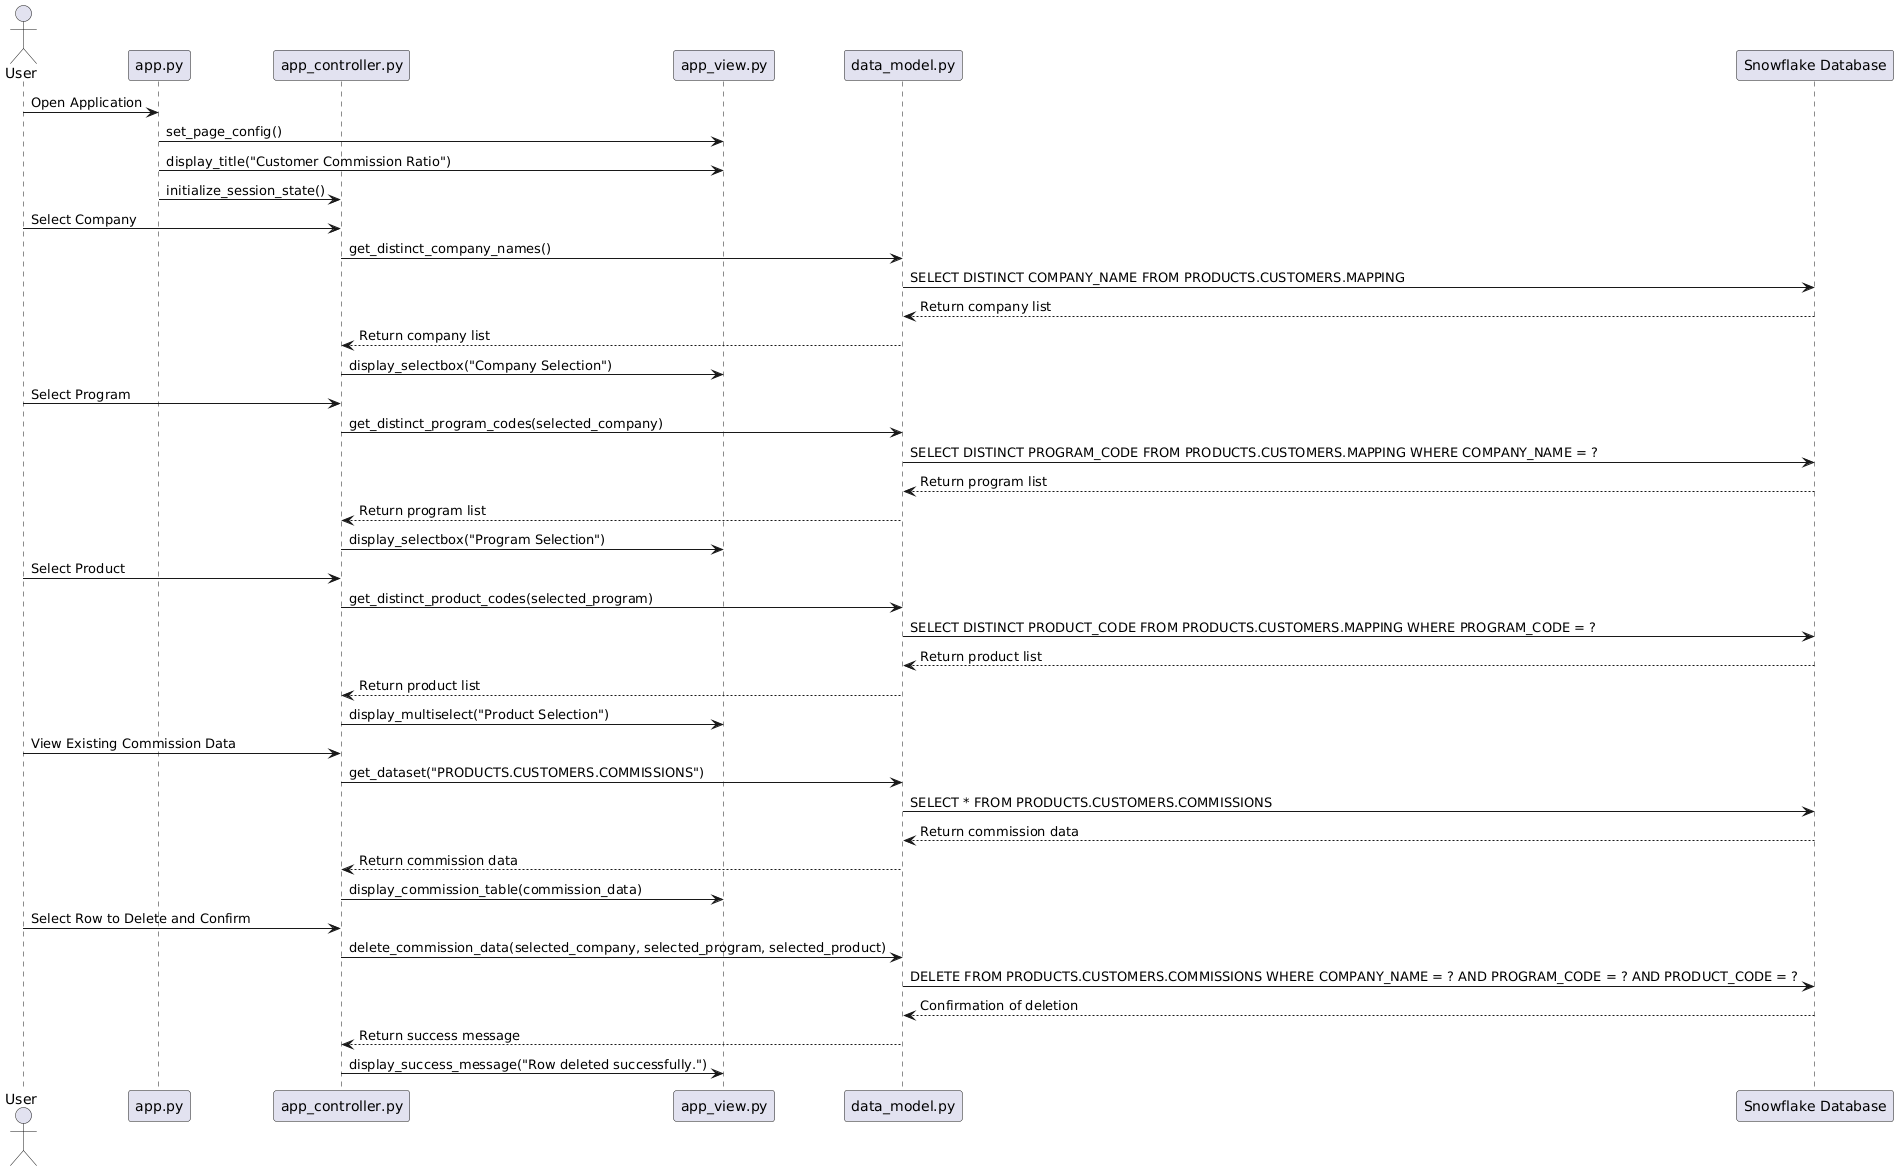 User
app.py
app_controller.py
app_view.py
data_model.py
Snowflake Database
Open Application
set_page_config()
display_title("Customer Commission Ratio")
initialize_session_state()
Select Company
get_distinct_company_names()
SELECT DISTINCT COMPANY_NAME FROM PRODUCTS.CUSTOMERS.MAPPING
Return company list
Return company list
display_selectbox("Company Selection")
Select Program
get_distinct_program_codes(selected_company)
SELECT DISTINCT PROGRAM_CODE FROM PRODUCTS.CUSTOMERS.MAPPING WHERE COMPANY_NAME = ?
Return program list
Return program list
display_selectbox("Program Selection")
Select Product
get_distinct_product_codes(selected_program)
SELECT DISTINCT PRODUCT_CODE FROM PRODUCTS.CUSTOMERS.MAPPING WHERE PROGRAM_CODE = ?
Return product list
Return product list
display_multiselect("Product Selection")
View Existing Commission Data
get_dataset("PRODUCTS.CUSTOMERS.COMMISSIONS")
SELECT * FROM PRODUCTS.CUSTOMERS.COMMISSIONS
Return commission data
Return commission data
display_commission_table(commission_data)
Select Row to Delete and Confirm
delete_commission_data(selected_company, selected_program, selected_product)
DELETE FROM PRODUCTS.CUSTOMERS.COMMISSIONS WHERE COMPANY_NAME = ? AND PROGRAM_CODE = ? AND PRODUCT_CODE = ?
Confirmation of deletion
Return success message
display_success_message("Row deleted successfully.")
User
app.py
app_controller.py
app_view.py
data_model.py
Snowflake Database